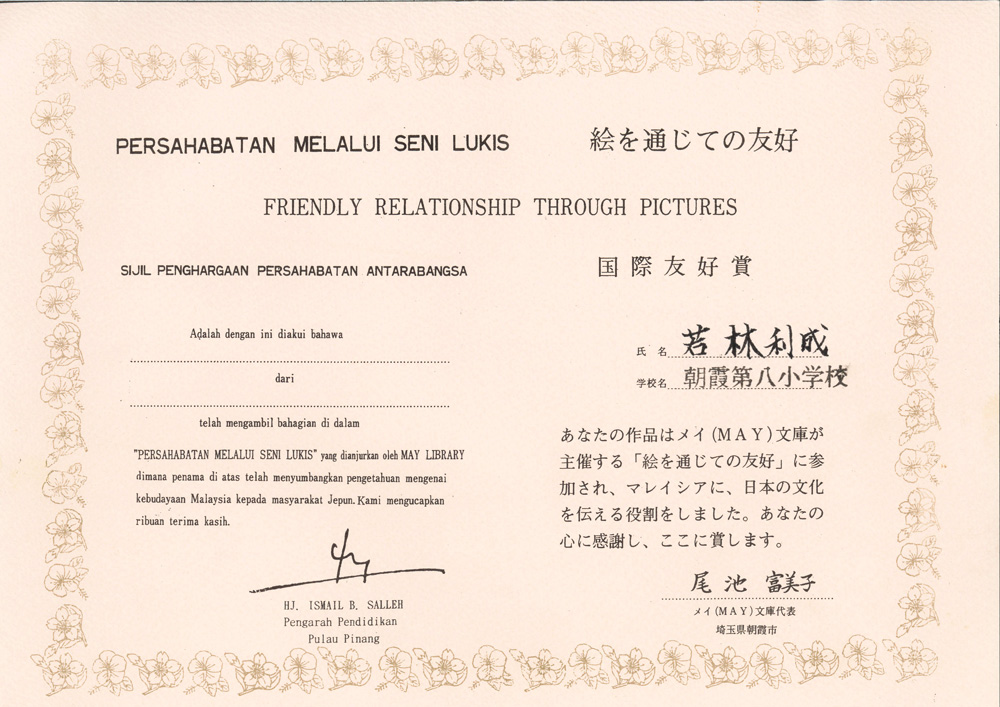 PERSAHABATAN MELALUI SENI LUKIS
絵を通じての友好
FRIENDLY RELATIONSHIP THROUGH PICTURES
SIJIL PENGHARGAAN PERSAHABATAN ANTARABANGSA
Adalah dengan ini diakui bahawa
dari
telah mengambil bahagian di dalam
"PERSAHABATAN MELALUI SENI LUKIS" yang dianjurkan oleh MAY LIBRARY
dimana penama di atas telah menyumbangkan pengetahuan mengenai
kebudayaan Malaysia kepada masyarakat Jepun. Kami mengucapkan
ribuan terima kasih.
HJ. ISMAIL B. SALLEH
Pengarah Pendidikan
Pulau Pinang
国際友好賞
氏名 若林利成
学校名 朝霞第八小学校
あなたの作品はメイ(MAY)文庫が
主催する「絵を通じての友好」に参
加され、マレイシアに、日本の文化
を伝える役割をしました。あなたの
心に感謝し、ここに賞します。
尾池 富美子
メイ(MAY)文庫代表
埼玉県朝霞市